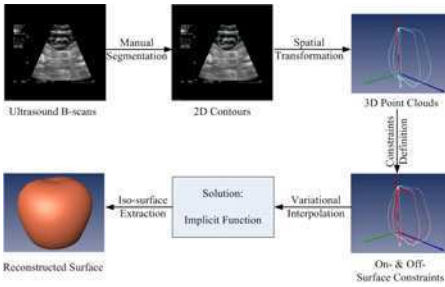 Manual
Segmentation
Spatial
Transformation
Ultrasound B-scans
2D Contours
3D Point Clouds
Constraints
Definition
Iso-surface
Extraction
Solution:
Implicit Function
Variational
Interpolation
Reconstructed Surface
On- & Off-
Surface Constraints